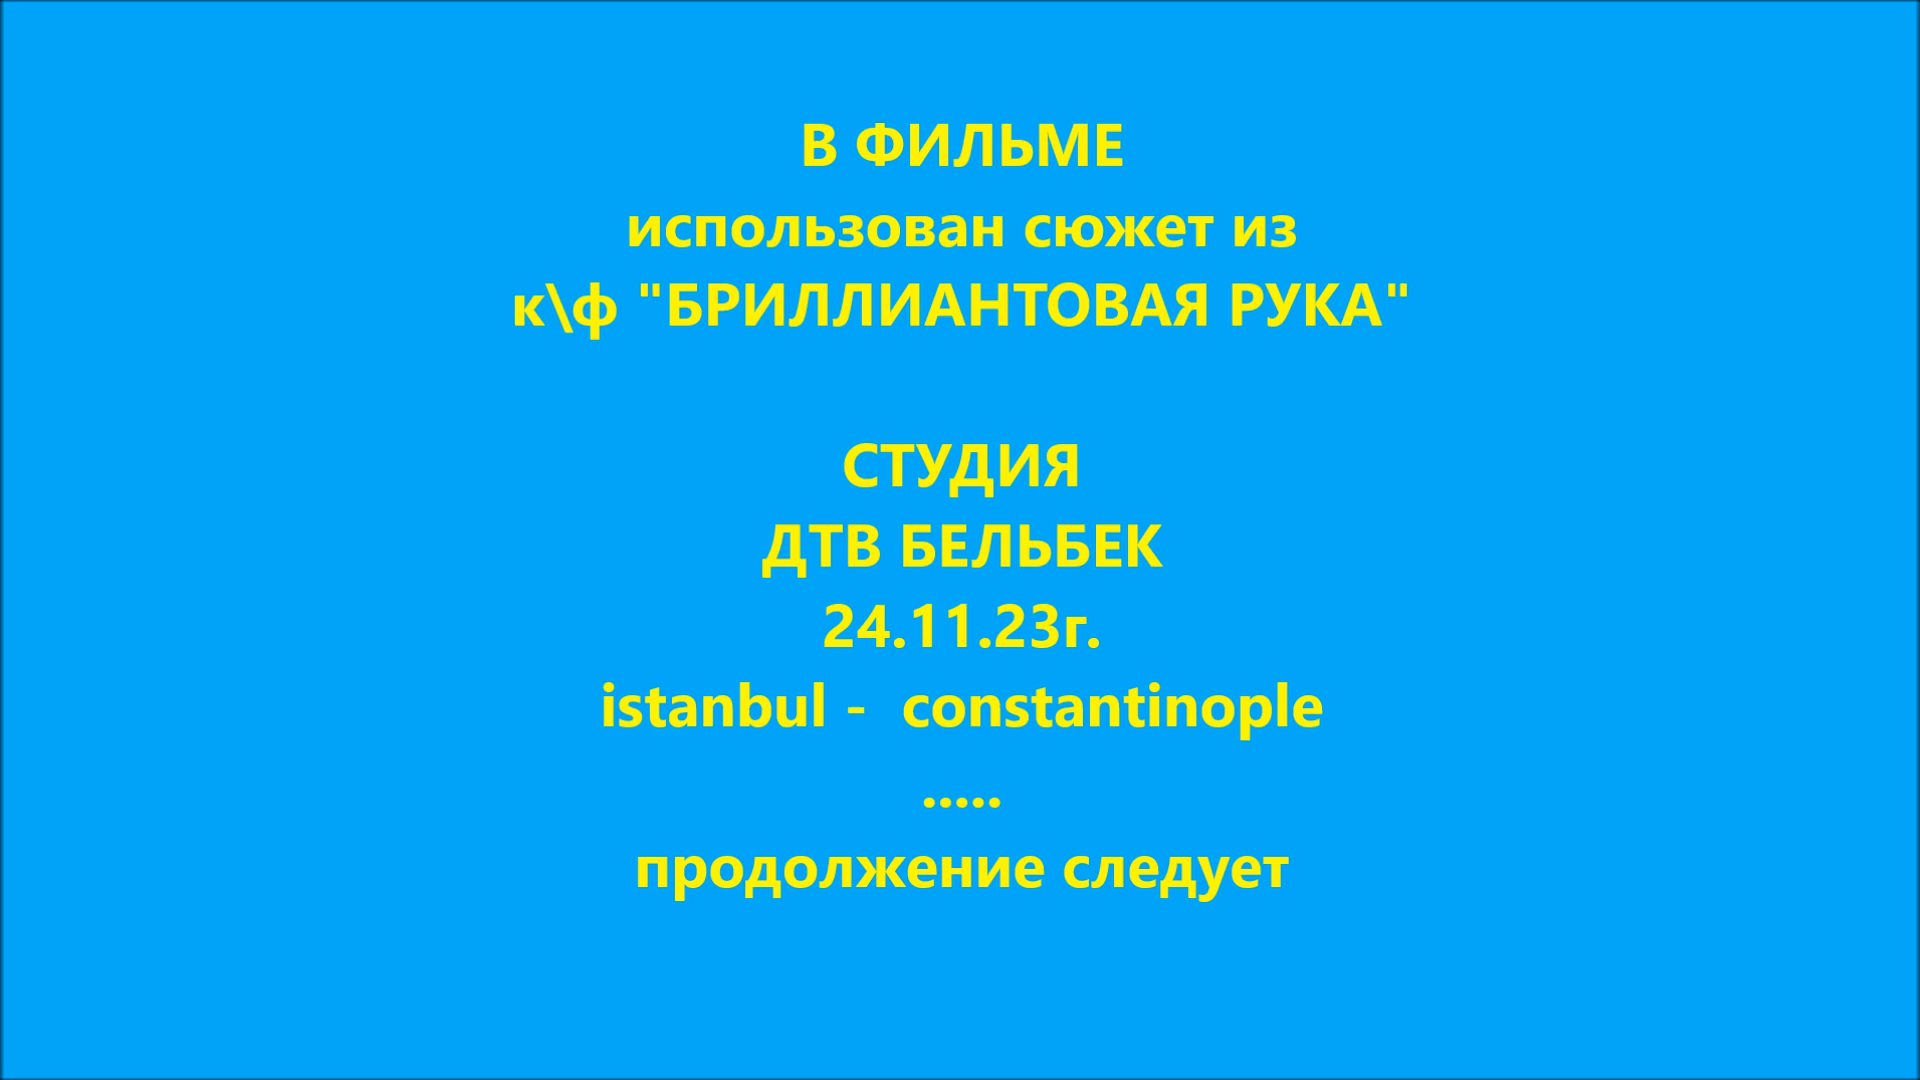 В ФИЛЬМЕ
использован сюжет из
к\ф "БРИЛЛИАНТОВАЯ РУКА"
СТУДИЯ
ДТВ БЕЛЬБЕК
24.11.23г.
istanbul -  constantinople
.....
продолжение следует